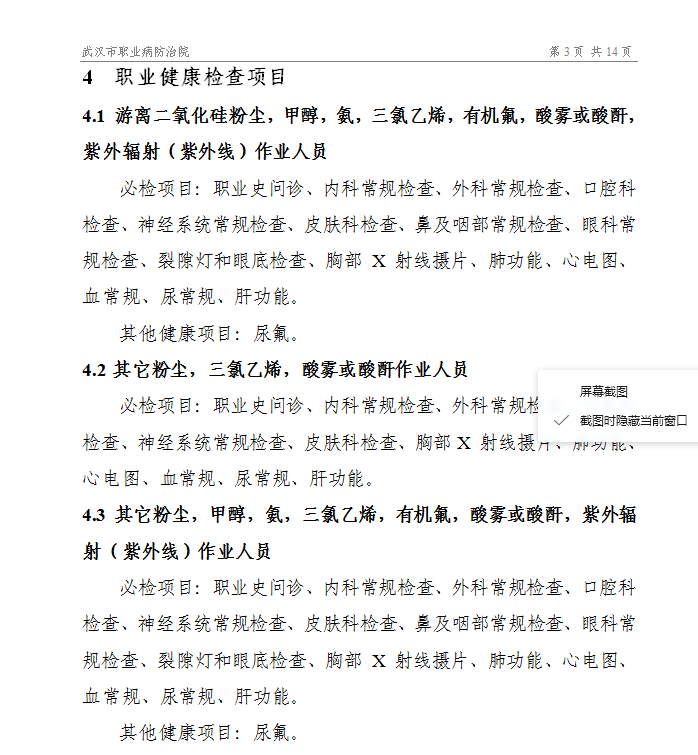 武汉市职业病防治院 第 3 页 共 14 页
4 职业健康检查项目
4.1 游离二氧化硅粉尘，甲醇，氨，三氯乙烯，有机氟，酸雾或酸酐，
紫外辐射（紫外线）作业人员
必检项目：职业史问诊、内科常规检查、外科常规检查、口腔科
检查、神经系统常规检查、皮肤科检查、鼻及咽部常规检查、眼科常
规检查、裂隙灯和眼底检查、胸部 X 射线摄片、肺功能、心电图、
血常规、尿常规、肝功能。
其他健康项目：尿氟。
4.2 其它粉尘，三氯乙烯，酸雾或酸酐作业人员
必检项目：职业史问诊、内科常规检查、外科常规检
屏幕截图
截图时隐藏当前窗口
检查、神经系统常规检查、皮肤科检查、胸部 X 射线摄片、肺功能、
心电图、血常规、尿常规、肝功能。
4.3 其它粉尘，甲醇，氨，三氯乙烯，有机氟，酸雾或酸酐，紫外辐
射（紫外线）作业人员
必检项目：职业史问诊、内科常规检查、外科常规检查、口腔科
检查、神经系统常规检查、皮肤科检查、鼻及咽部常规检查、眼科常
规检查、裂隙灯和眼底检查、胸部 X 射线摄片、肺功能、心电图、
血常规、尿常规、肝功能。
其他健康项目：尿氟。